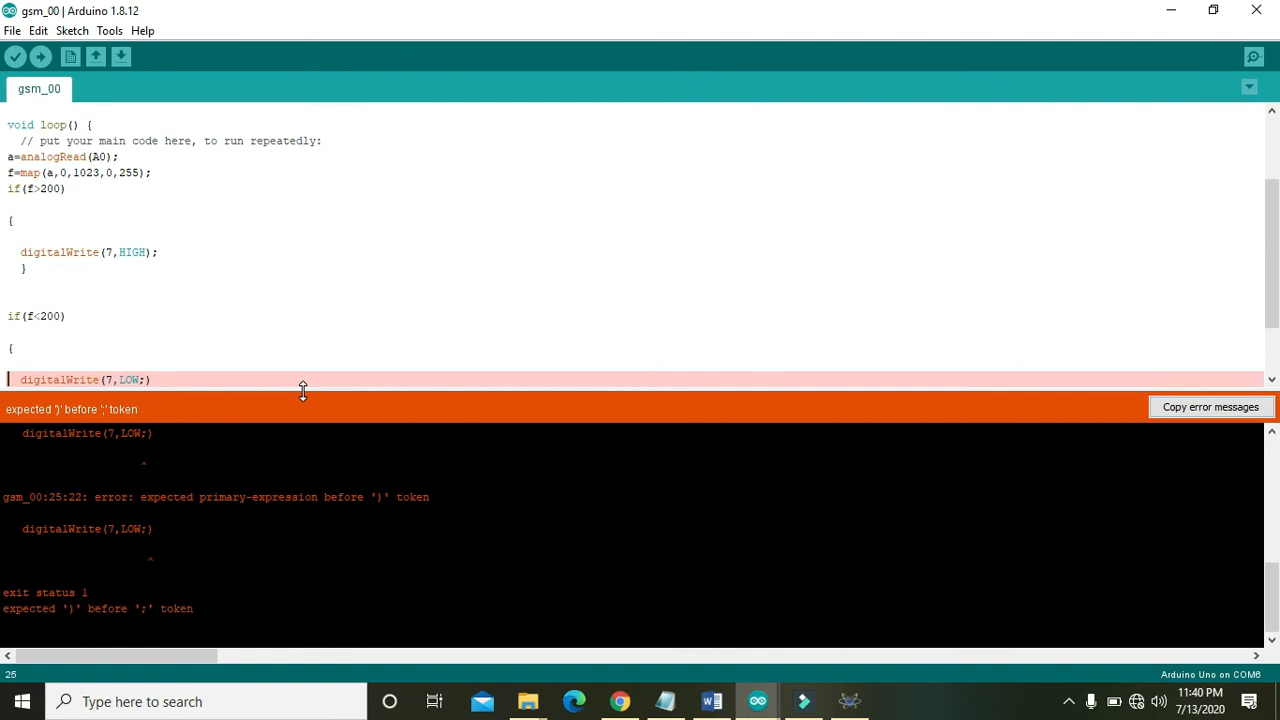 gsm_00 | Arduino 1.8.12
File Edit Sketch Tools Help
gsm_00
void loop() {
// put your main code here, to run repeatedly:
a=analogRead(A0);
f=map(a,0,1023,0,255);
if(f>200)
{
digitalWrite(7,HIGH);
}
if(f<200)
{
digitalWrite(7,LOW;)
expected ')' before ';' token
Copy error messages
digitalWrite(7,LOW;)
^
gsm_00:25:22: error: expected primary-expression before ')' token
digitalWrite(7,LOW;)
^
exit status 1
expected ')' before ';' token
25
Arduino Uno on COM6
Type here to search
11:40 PM
7/13/2020